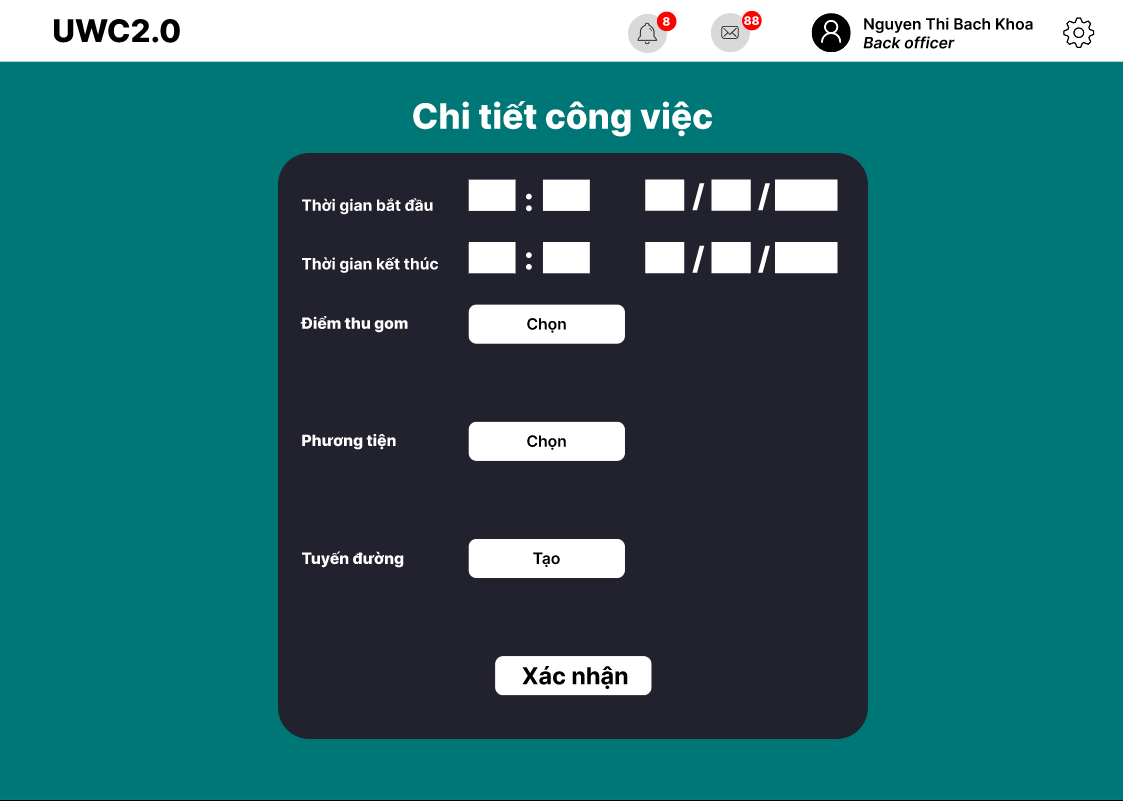 UWC2.0
8
88
Nguyen Thi Bach Khoa
Back officer
Chi tiết công việc
Thời gian bắt đầu : / /
Thời gian kết thúc : / /
Điểm thu gom Chọn
Phương tiện Chọn
Tuyến đường Tạo
Xác nhận